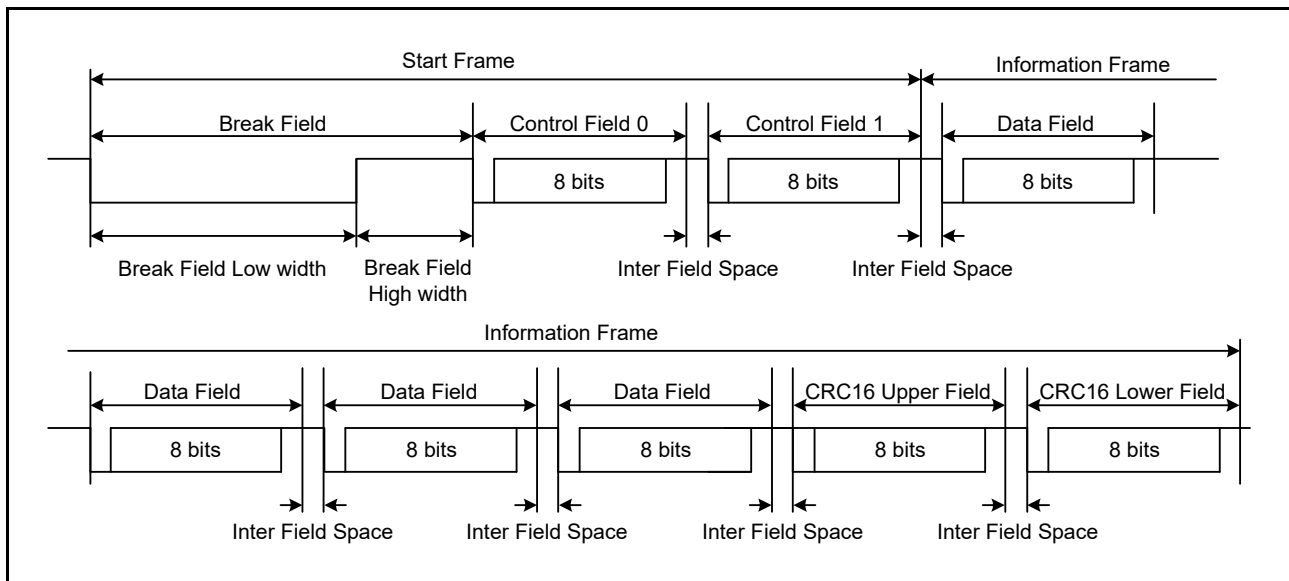 Start Frame
Information Frame
Break Field
Control Field 0
Control Field 1
Data Field
8 bits
8 bits
8 bits
Break Field Low width
Break Field
High width
Inter Field Space
Inter Field Space
Information Frame
Data Field
Data Field
Data Field
CRC16 Upper Field
CRC16 Lower Field
8 bits
8 bits
8 bits
8 bits
8 bits
Inter Field Space
Inter Field Space
Inter Field Space
Inter Field Space